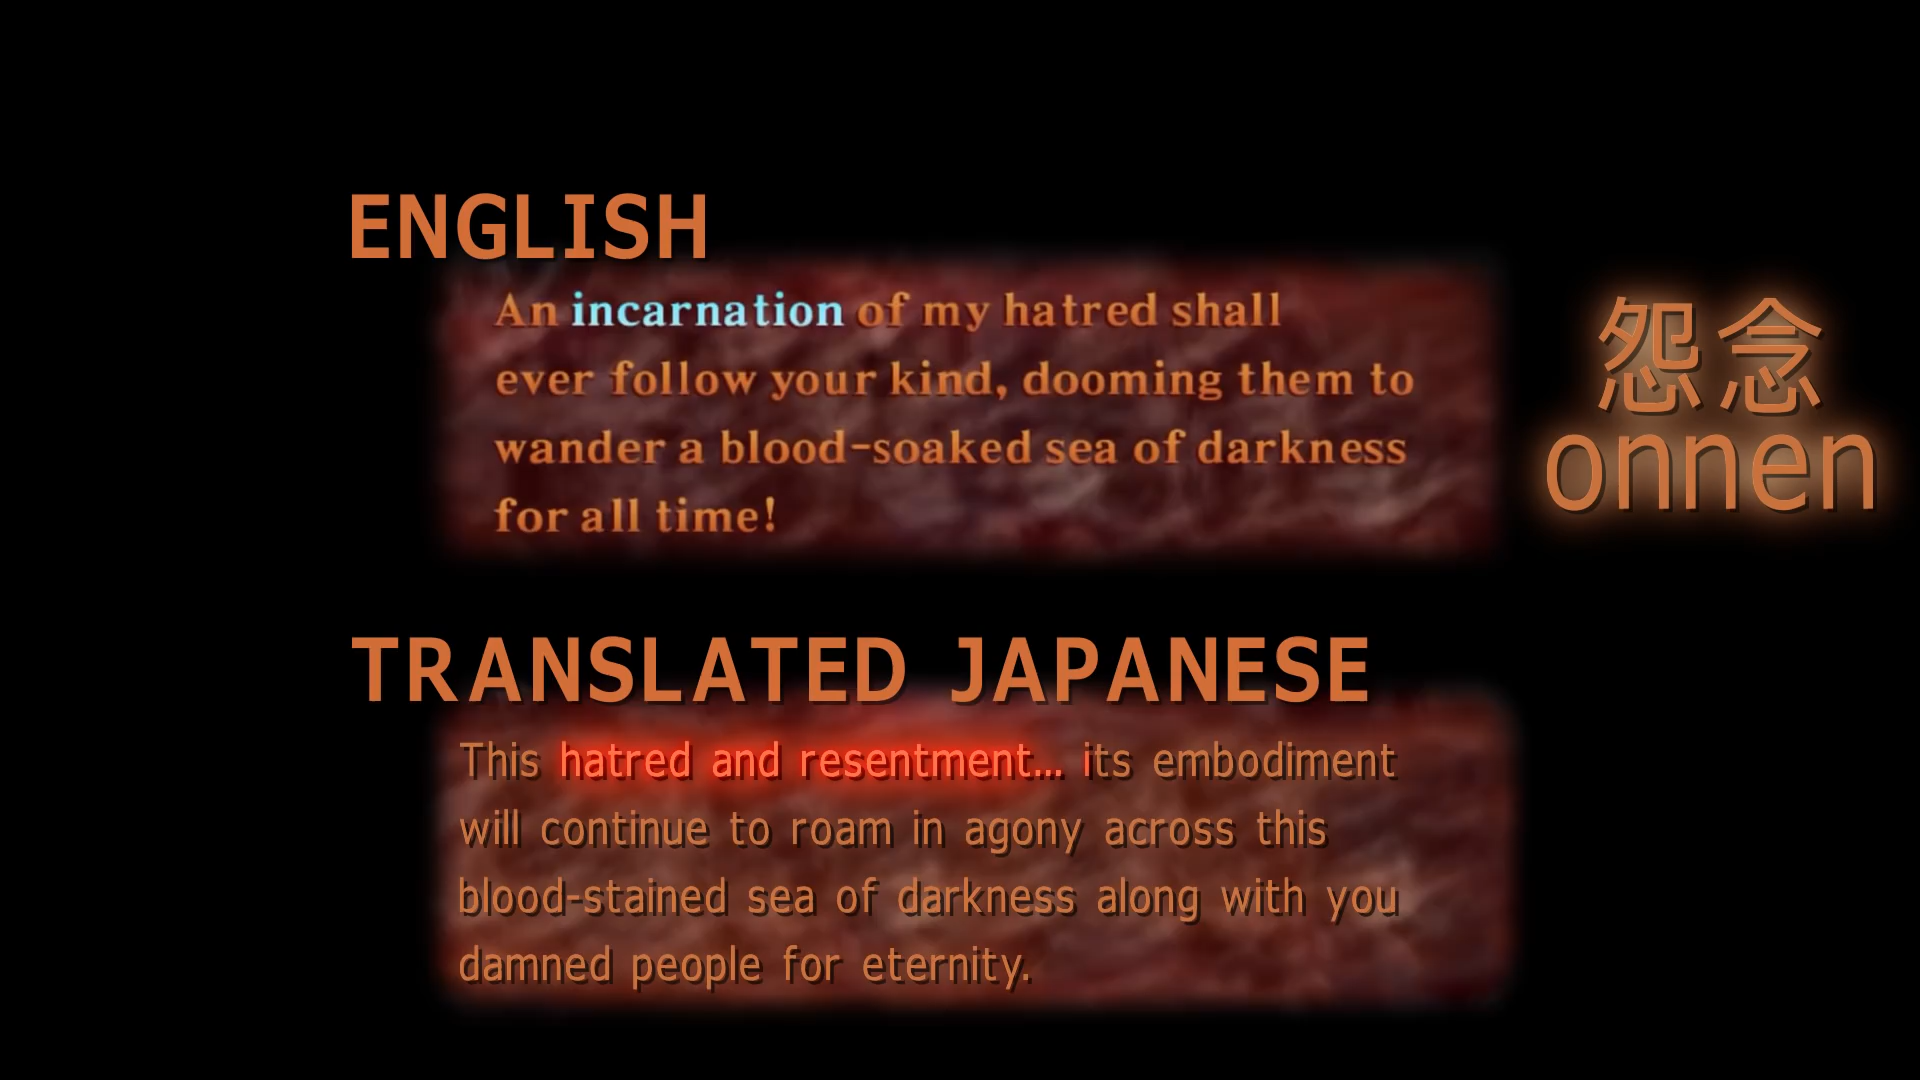 ENGLISH
An incarnation of my hatred shall
ever follow your kind, dooming them to
wander a blood-soaked sea of darkness
for all time!
怨念
onnen
TRANSLATED JAPANESE
This hatred and resentment... its embodiment
will continue to roam in agony across this
blood-stained sea of darkness along with you
damned people for eternity.